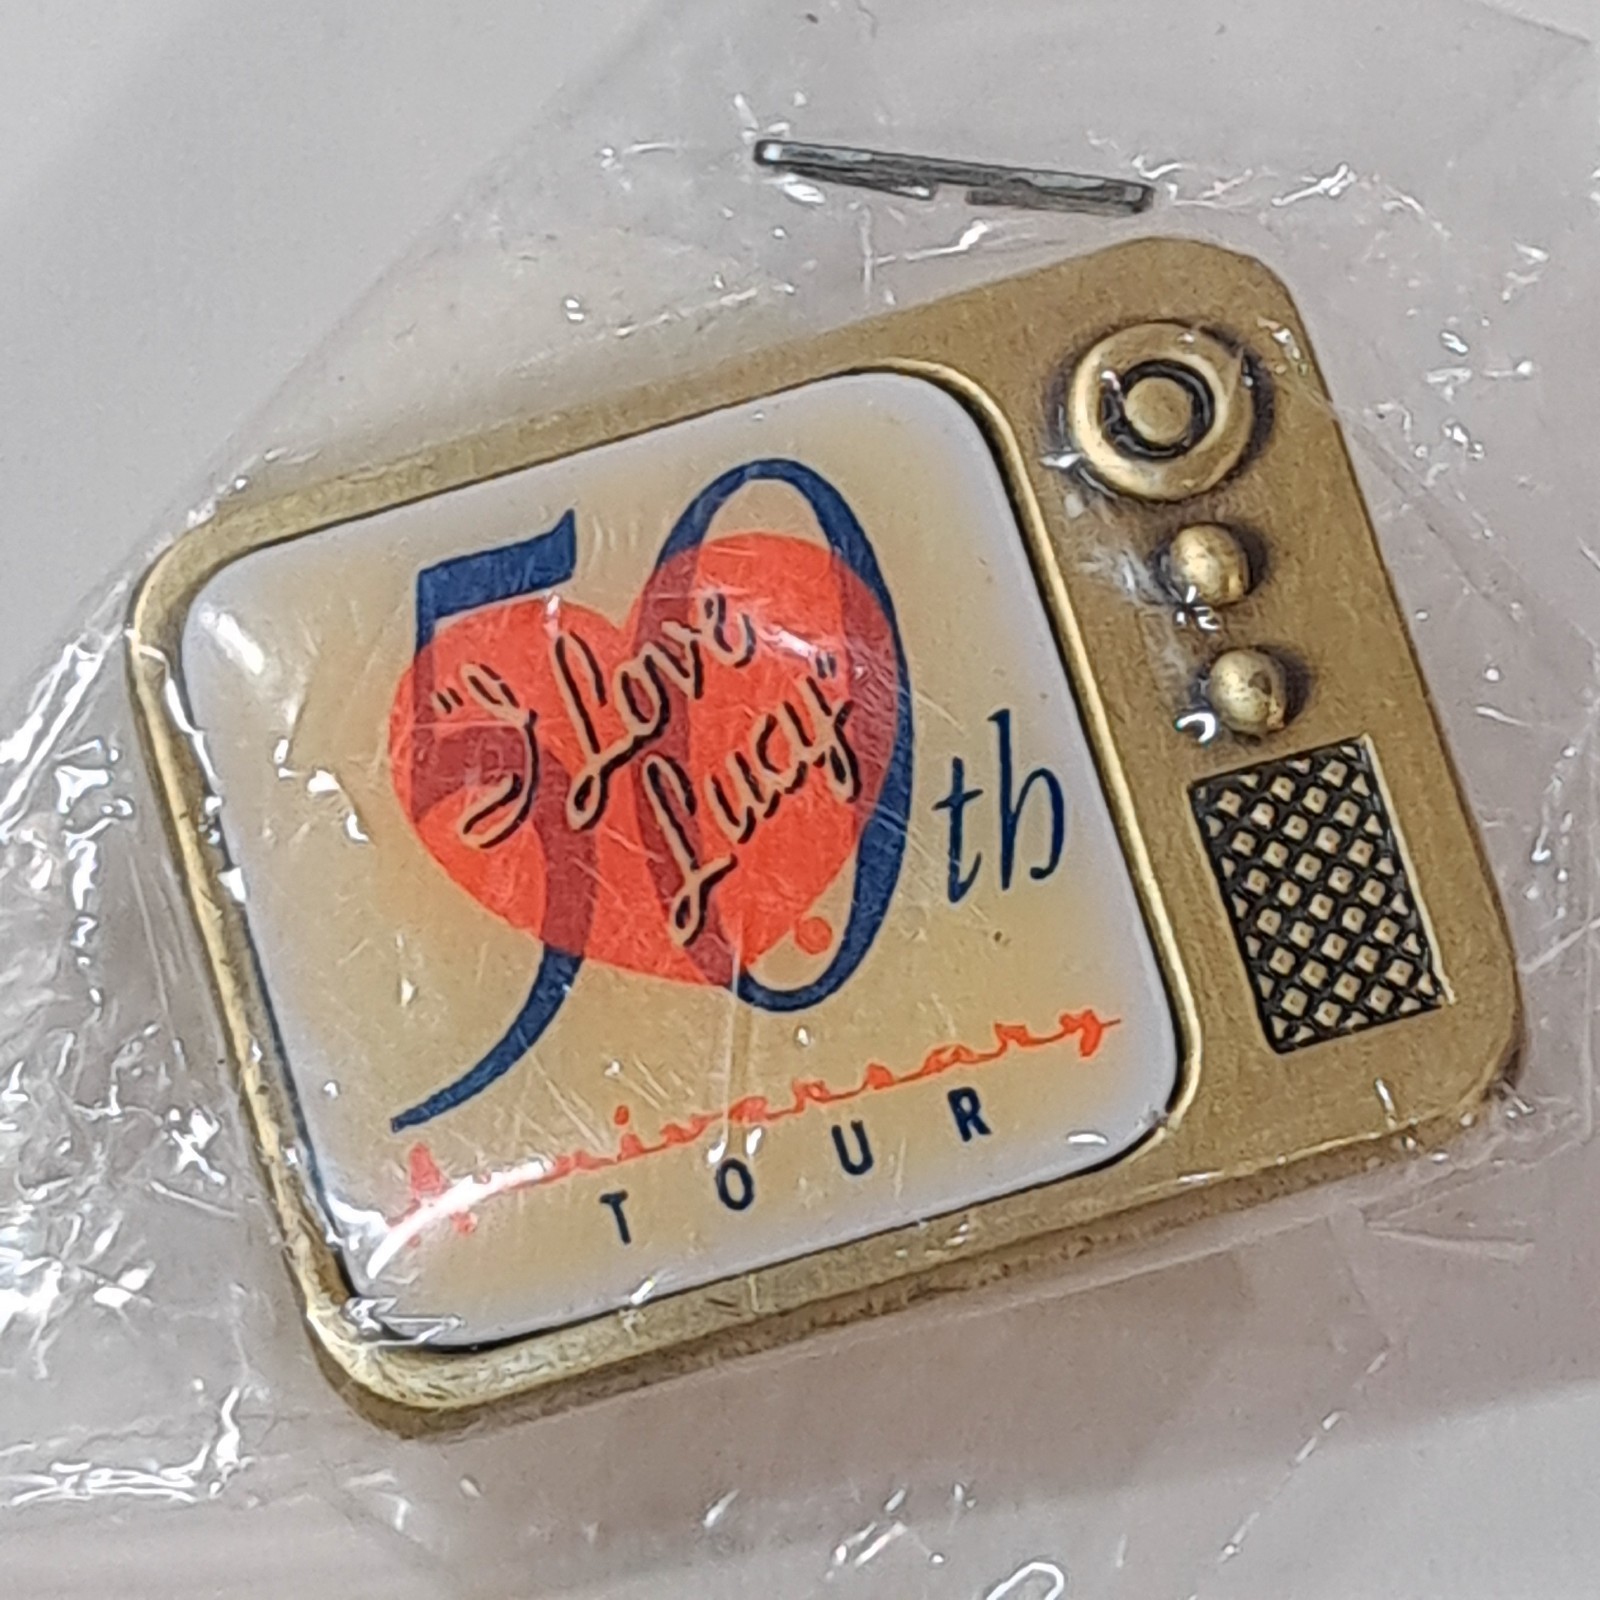 50th
"I Love
Lucy"
Anniversary
TOUR